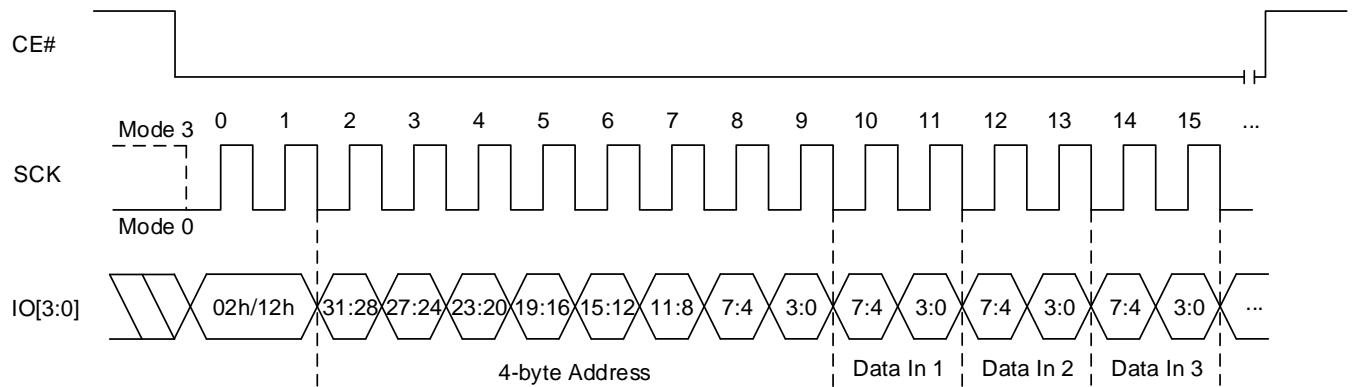 CE#
Mode 3 0 1 2 3 4 5 6 7 8 9 10 11 12 13 14 15 ...
SCK
Mode 0
IO[3:0] 02h/12h 31:28 27:24 23:20 19:16 15:12 11:8 7:4 3:0 7:4 3:0 7:4 3:0 7:4 3:0 ...
4-byte Address Data In 1 Data In 2 Data In 3